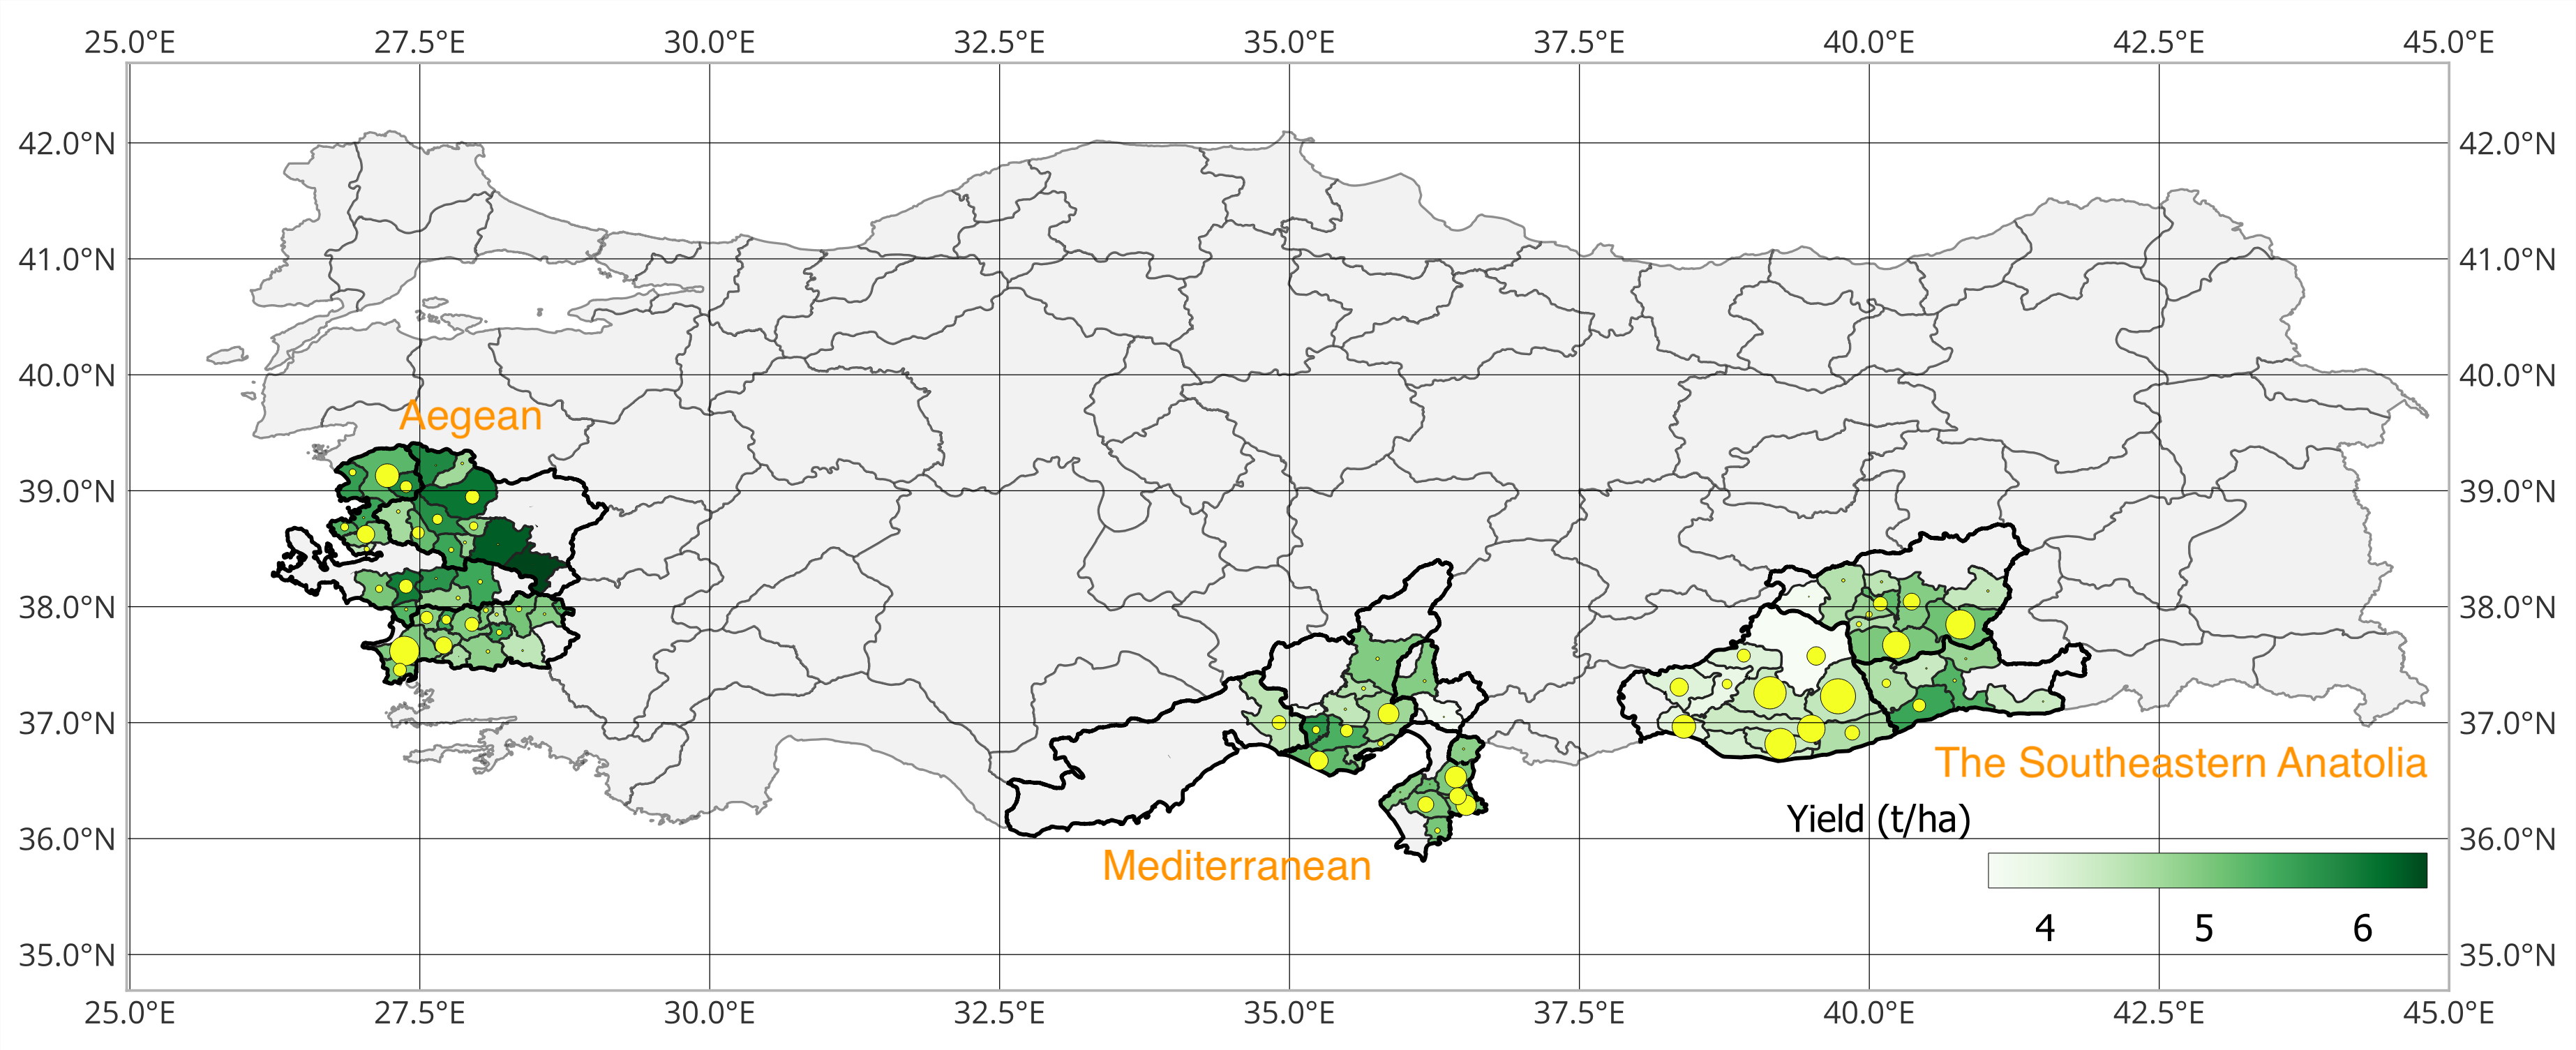 25.0°E 27.5°E 30.0°E 32.5°E 35.0°E 37.5°E 40.0°E 42.5°E 45.0°E
42.0°N 42.0°N
41.0°N 41.0°N
40.0°N 40.0°N
Aegean
39.0°N 39.0°N
38.0°N 38.0°N
37.0°N 37.0°N
The Southeastern Anatolia
Yield (t/ha)
36.0°N 36.0°N
Mediterranean
4 5 6
35.0°N 35.0°N
25.0°E 27.5°E 30.0°E 32.5°E 35.0°E 37.5°E 40.0°E 42.5°E 45.0°E